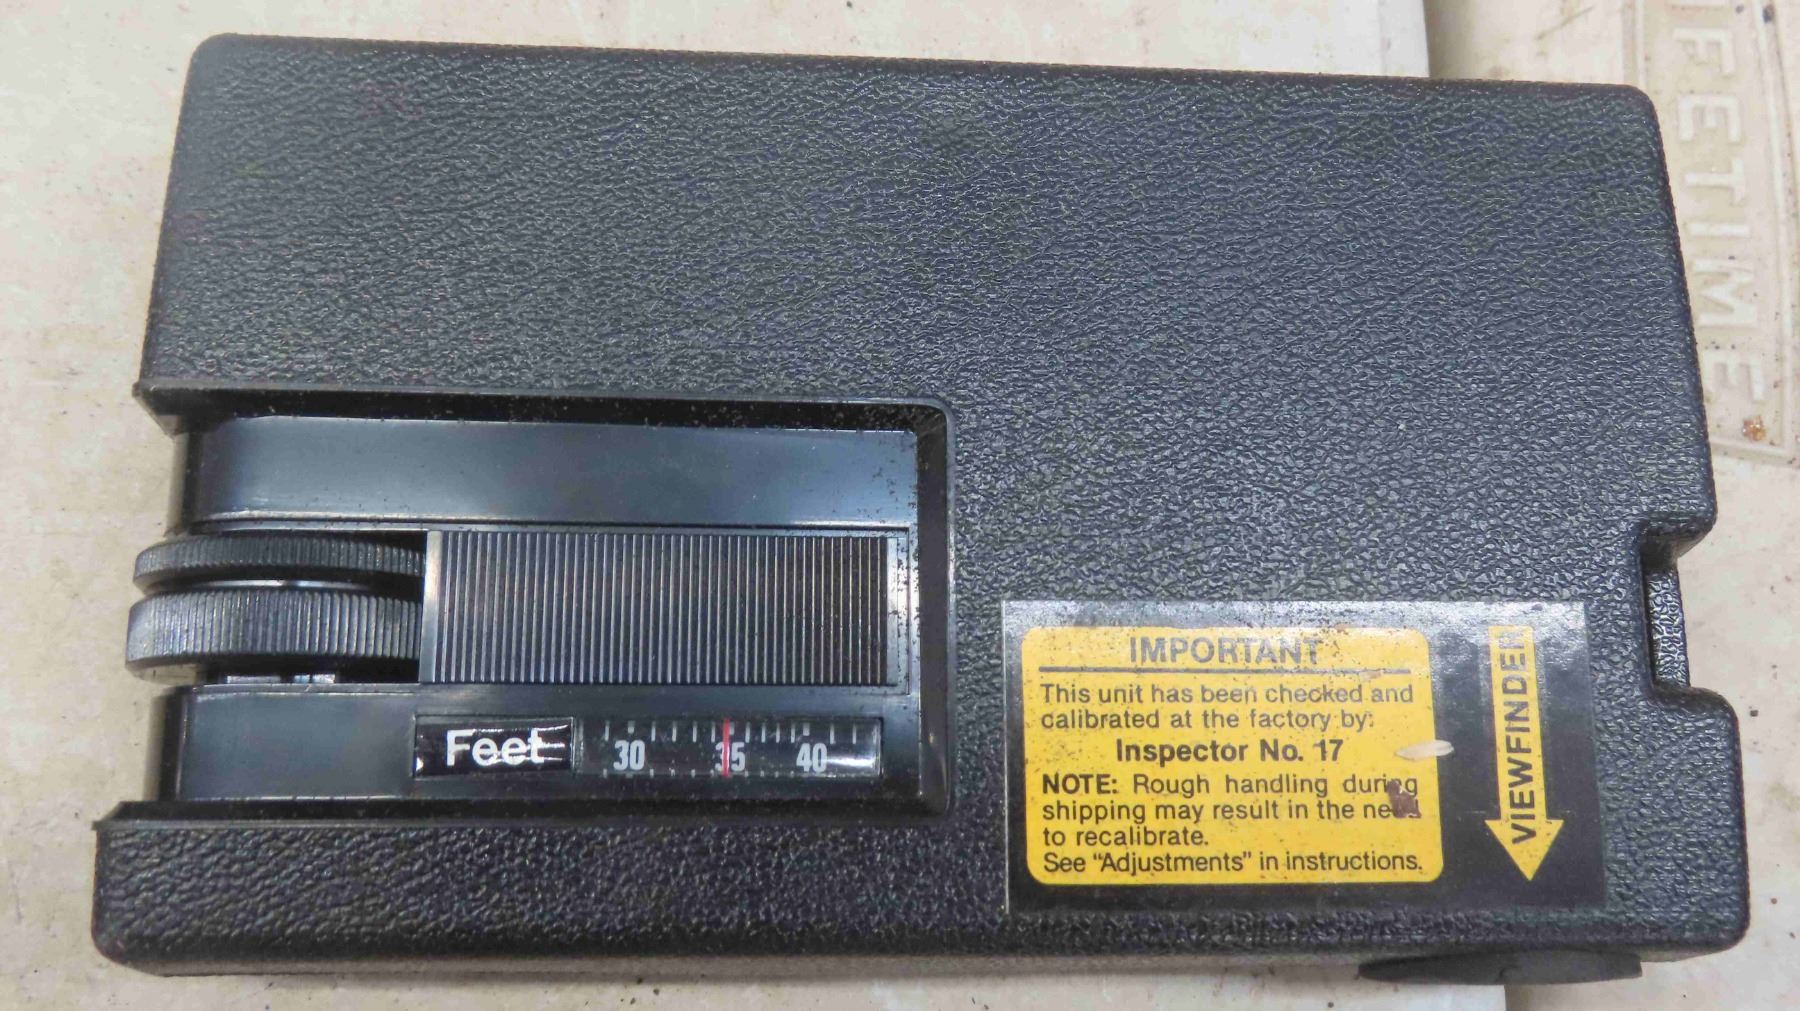 IFETIME
Feet
30 35 40
IMPORTANT
This unit has been checked and
calibrated at the factory by:
Inspector No. 17
NOTE: Rough handling during
shipping may result in the need
to recalibrate.
See “Adjustments” in instructions.
VIEWFINDER